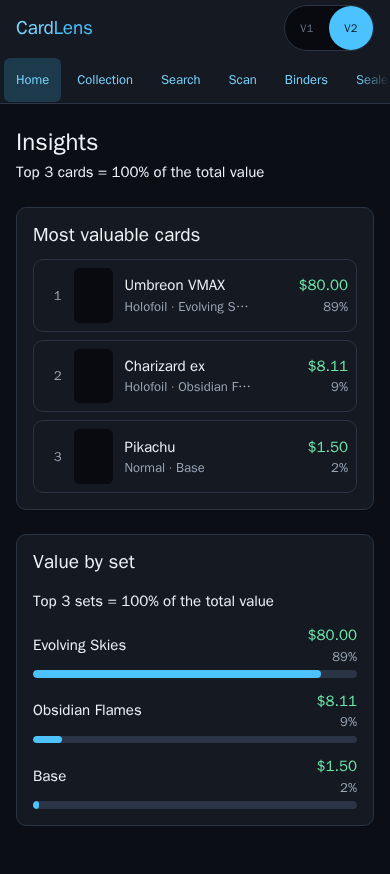 CardLens
V1 V2
Home Collection Search Scan Binders Seale
Insights
Top 3 cards = 100% of the total value
Most valuable cards
1 Umbreon VMAX $80.00
Holofoil · Evolving S··· 89%
2 Charizard ex $8.11
Holofoil · Obsidian F··· 9%
3 Pikachu $1.50
Normal · Base 2%
Value by set
Top 3 sets = 100% of the total value
Evolving Skies $80.00
89%
Obsidian Flames $8.11
9%
Base $1.50
2%